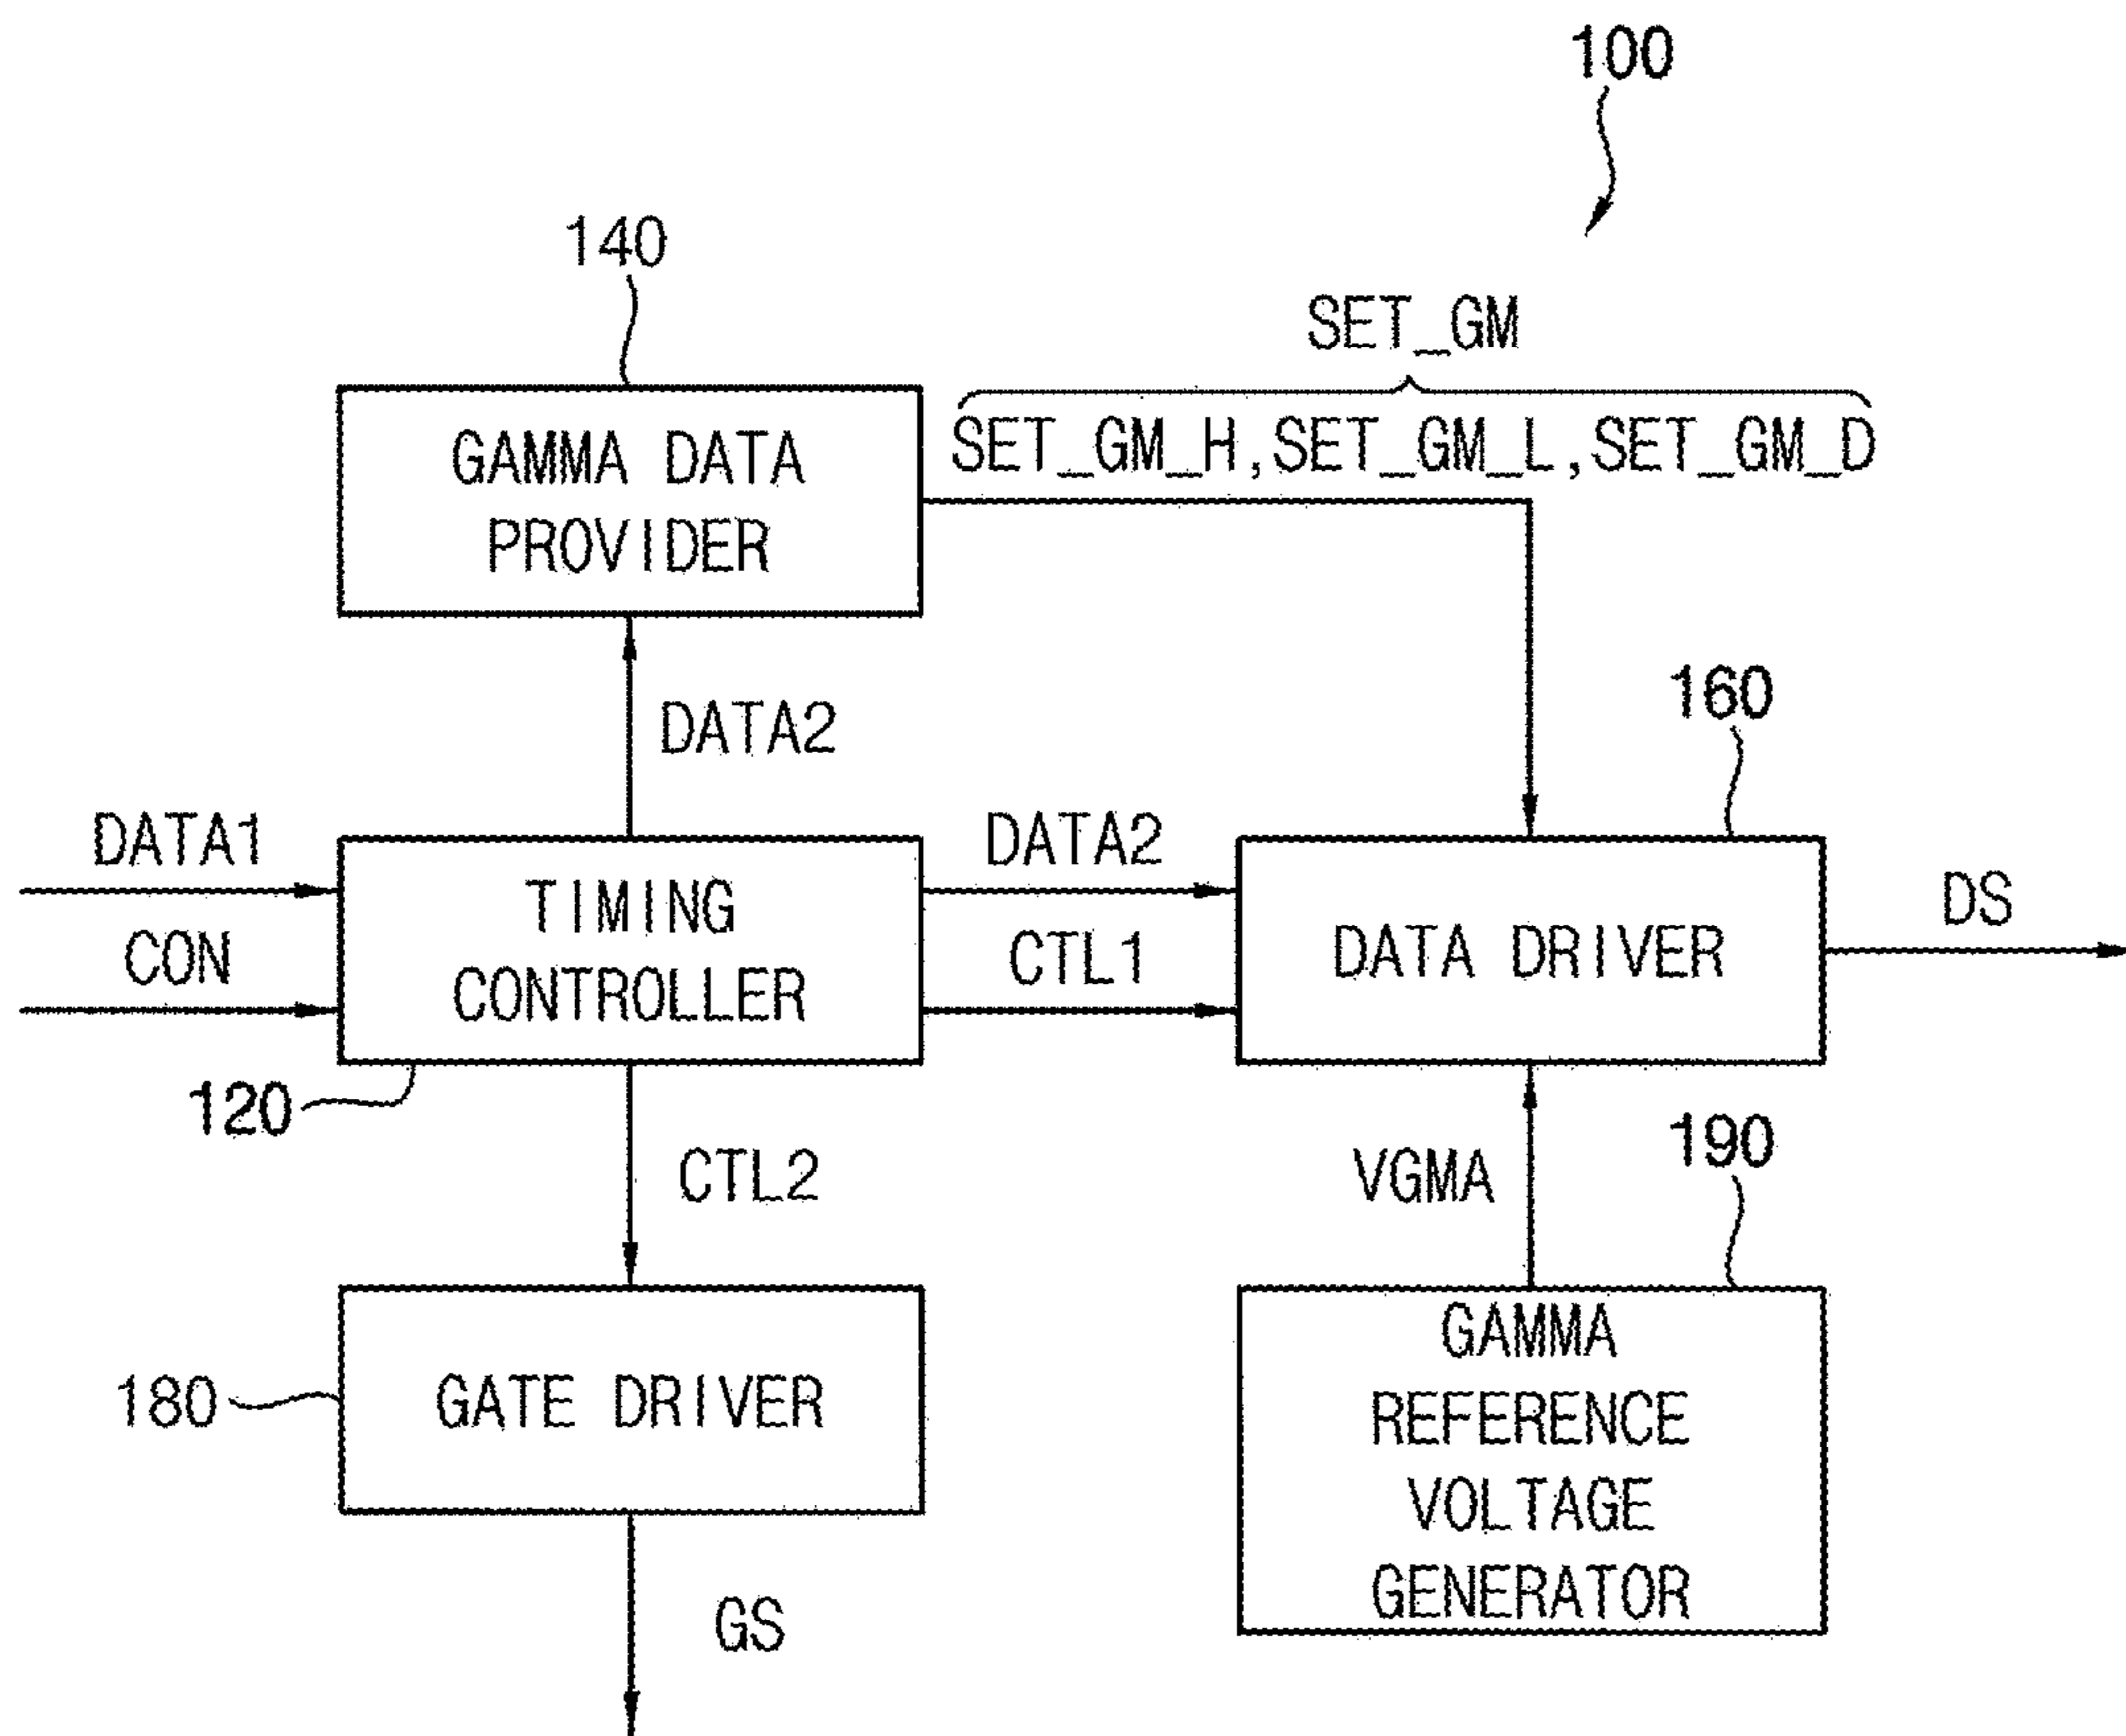 100
140
SET_GM
SET_GM_H,SET_GM_L,SET_GM_D
GAMMA DATA
PROVIDER
160
DATA2
DATA1
CON
TIMING
CONTROLLER
120
DATA2
CTL1
DATA DRIVER
DS
CTL2
VGMA
190
180
GATE DRIVER
GAMMA
REFERENCE
VOLTAGE
GENERATOR
GS